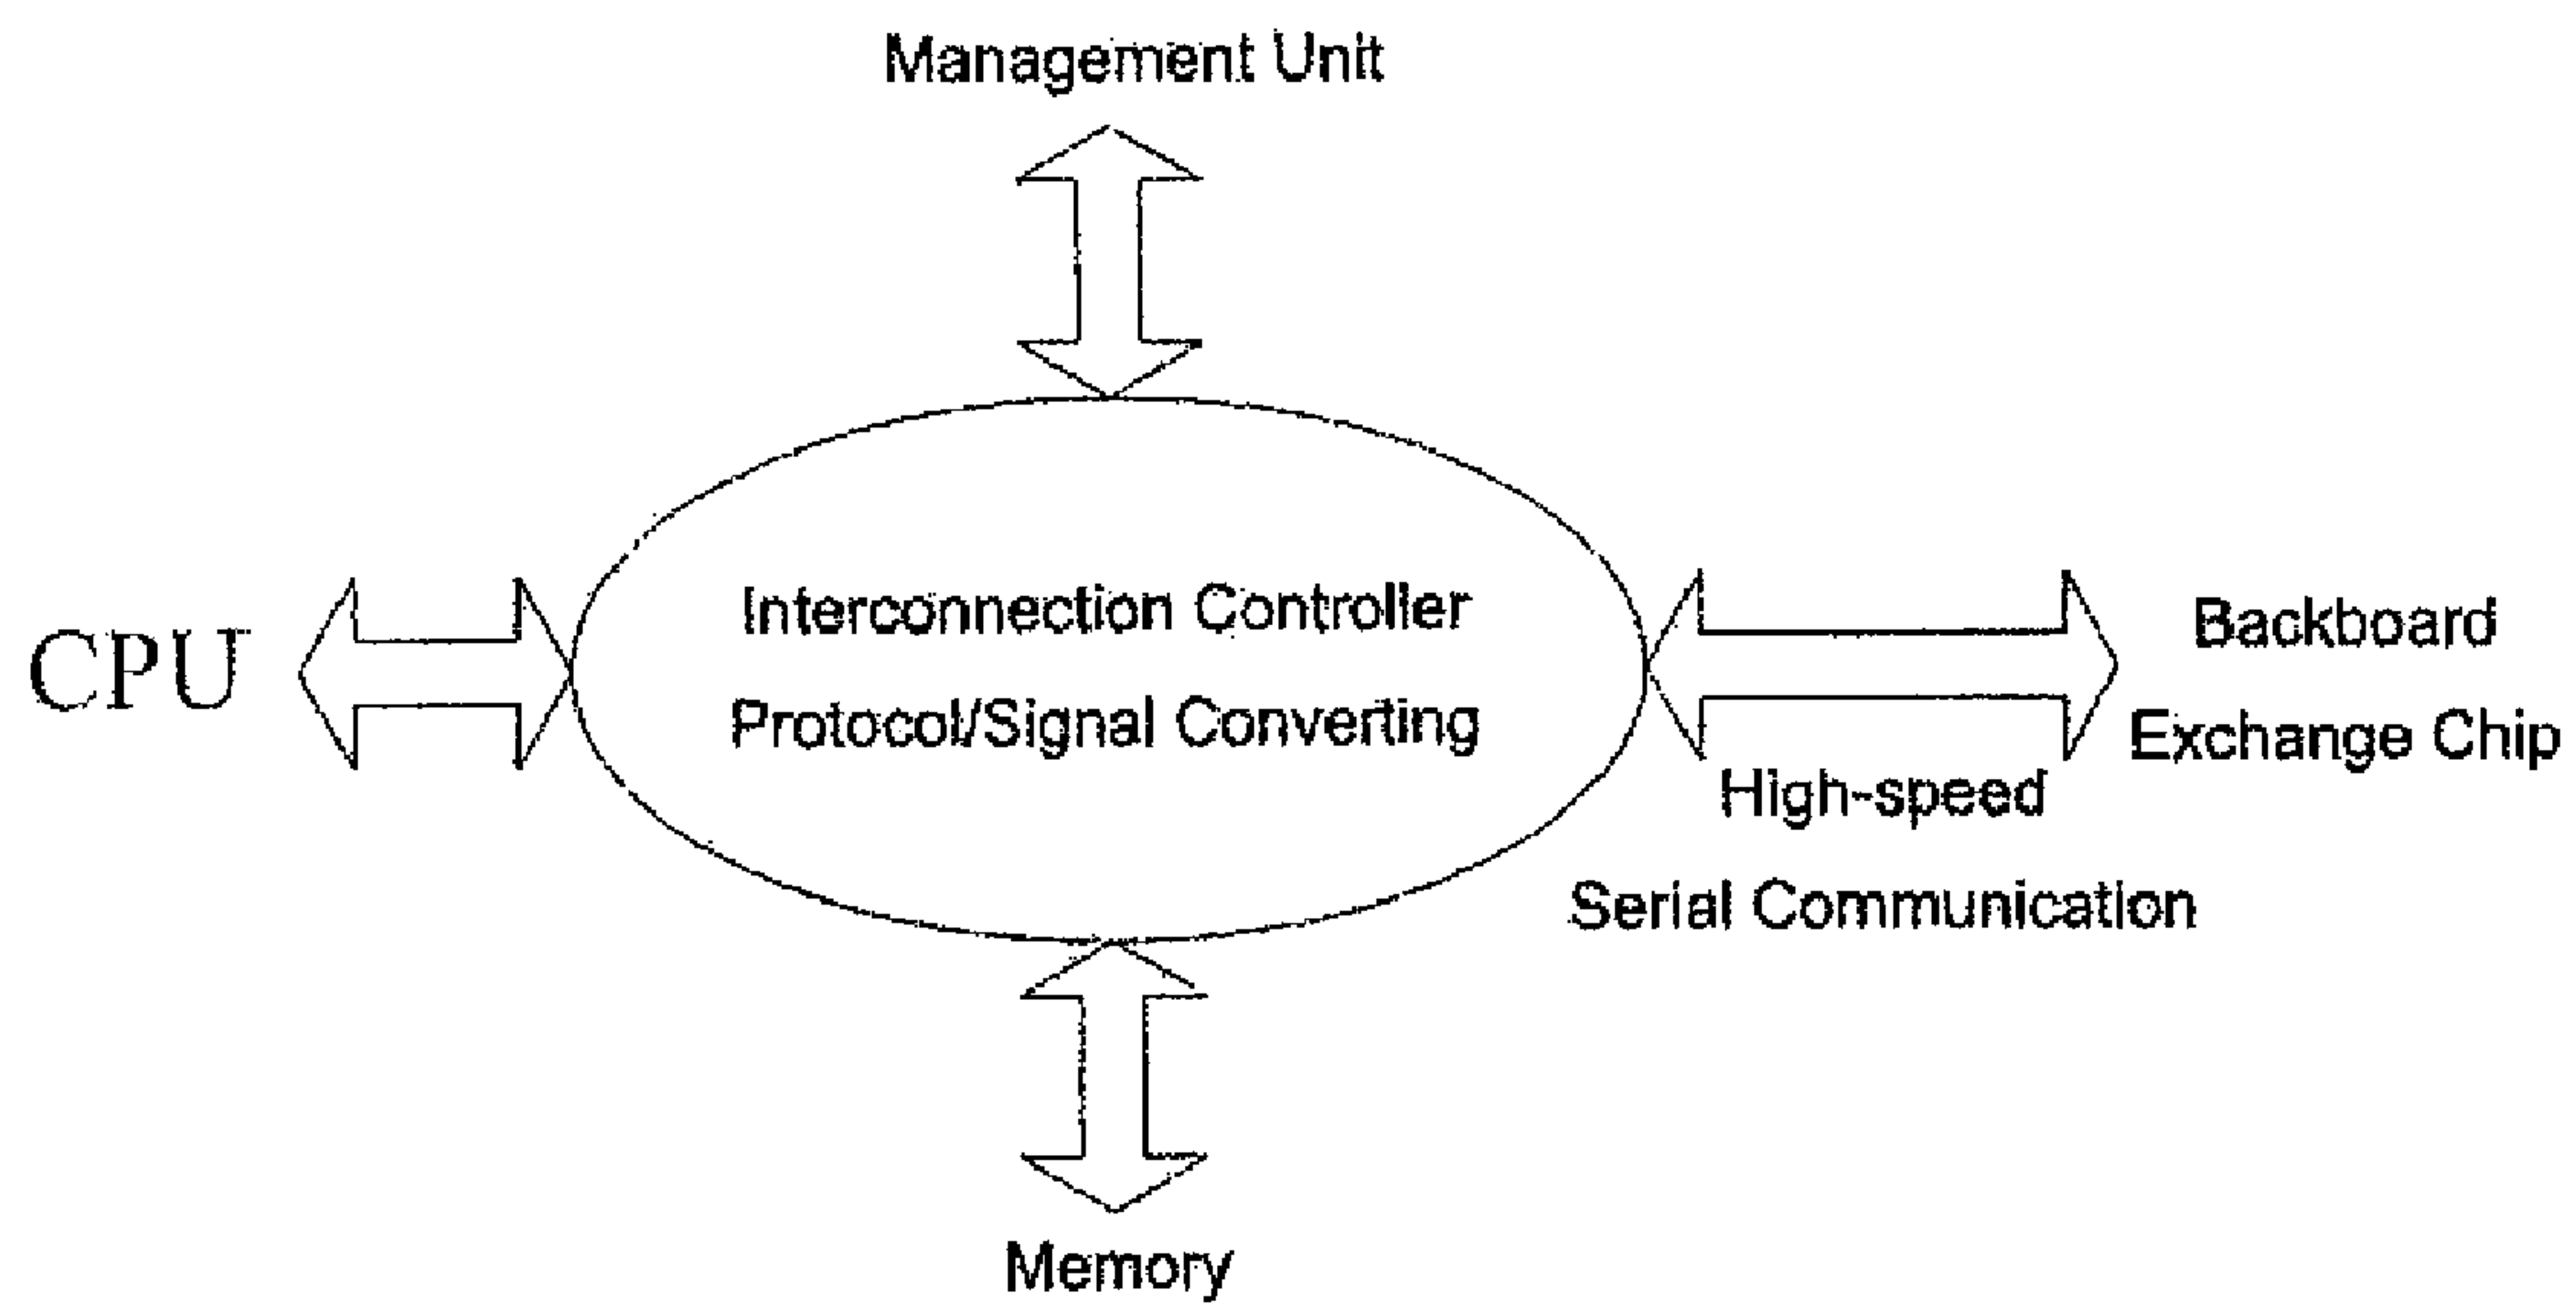 Management Unit
Interconnection Controller
Protocol/Signal Converting
CPU
Backboard
Exchange Chip
High-speed
Serial Communication
Memory